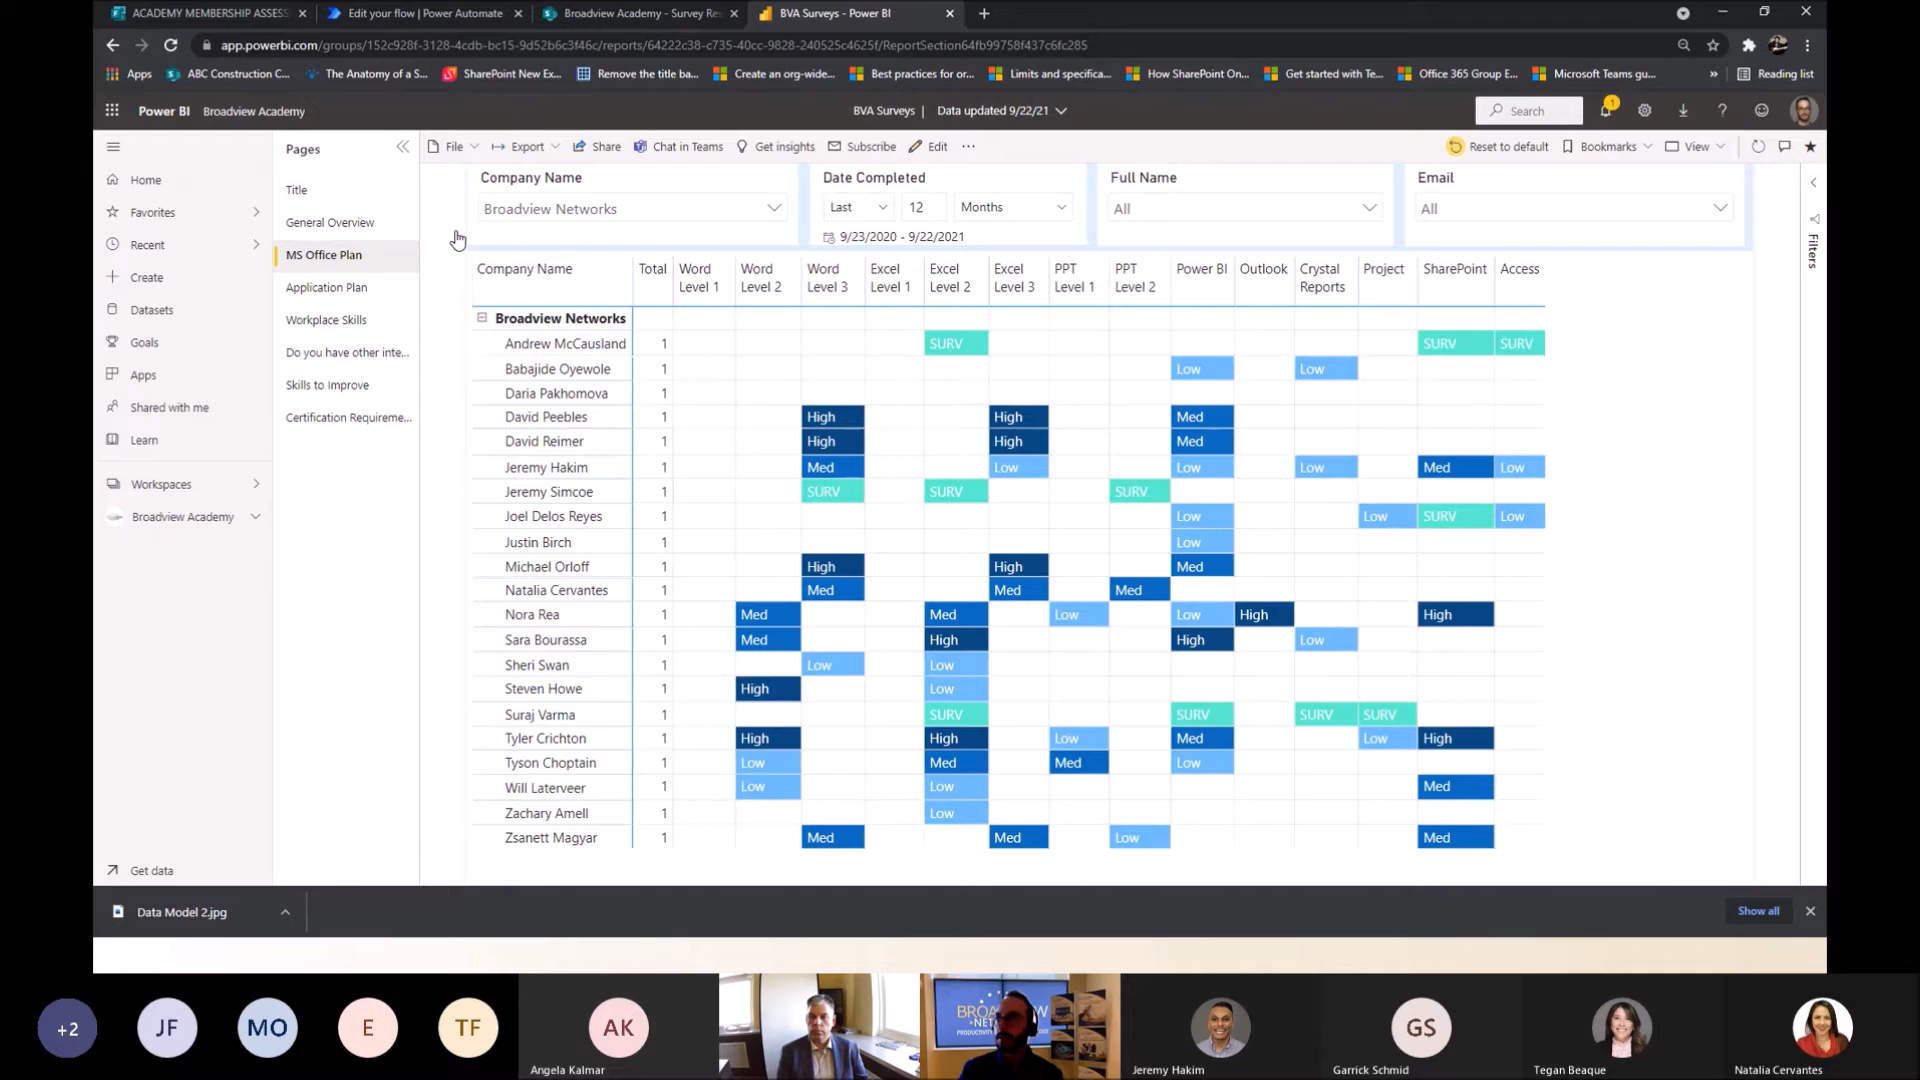 ACADEMY MEMBERSHIP ASSESS
Edit your flow | Power Automate
Broadview Academy - Survey Re
BVA Surveys - Power BI
app.powerbi.com/groups/152c928f-3128-4cdb-bc15-9d52b6c3f46c/reports/64222c38-c735-40cc-9828-240525c4625f/ReportSection64fb99758f437c6fc285
Apps
ABC Construction C...
The Anatomy of a S...
SharePoint New Ex...
Remove the title ba...
Create an org-wide...
Best practices for or...
Limits and specifica...
How SharePoint On...
Get started with Te...
Office 365 Group E...
Microsoft Teams gu...
»
Reading list
Power BI Broadview Academy
BVA Surveys | Data updated 9/22/21
Search
1
Home
Favorites
Recent
Create
Datasets
Goals
Apps
Shared with me
Learn
Workspaces
Broadview Academy
Get data
Pages
Title
General Overview
MS Office Plan
Application Plan
Workplace Skills
Do you have other inte...
Skills to Improve
Certification Requireme...
File Export Share Chat in Teams Get insights Subscribe Edit ...
Reset to default Bookmarks View
Company Name
Broadview Networks
Date Completed
Last 12 Months
9/23/2020 - 9/22/2021
Full Name
All
Email
All
Filters
Company Name Total Word Level 1 Word Level 2 Word Level 3 Excel Level 1 Excel Level 2 Excel Level 3 PPT Level 1 PPT Level 2 Power BI Outlook Crystal Reports Project SharePoint Access
Broadview Networks
Andrew McCausland 1 SURV SURV SURV
Babajide Oyewole 1 Low Low
Daria Pakhomova 1
David Peebles 1 High High Med
David Reimer 1 High High Med
Jeremy Hakim 1 Med Low Low Low Med Low
Jeremy Simcoe 1 SURV SURV SURV
Joel Delos Reyes 1 Low Low SURV Low
Justin Birch 1 Low
Michael Orloff 1 High High Med
Natalia Cervantes 1 Med Med Med
Nora Rea 1 Med Med Low Low High High
Sara Bourassa 1 Med High High Low
Sheri Swan 1 Low Low
Steven Howe 1 High Low
Suraj Varma 1 SURV SURV SURV SURV
Tyler Crichton 1 High High Low Med Low High
Tyson Choptain 1 Low Med Med Low
Will Laterveer 1 Low Low Med
Zachary Amell 1 Low
Zsanett Magyar 1 Med Med Low Med
Data Model 2.jpg
Show all
+2
JF
MO
E
TF
AK
Angela Kalmar
Jeremy Hakim
GS
Garrick Schmid
Tegan Beaque
Natalia Cervantes